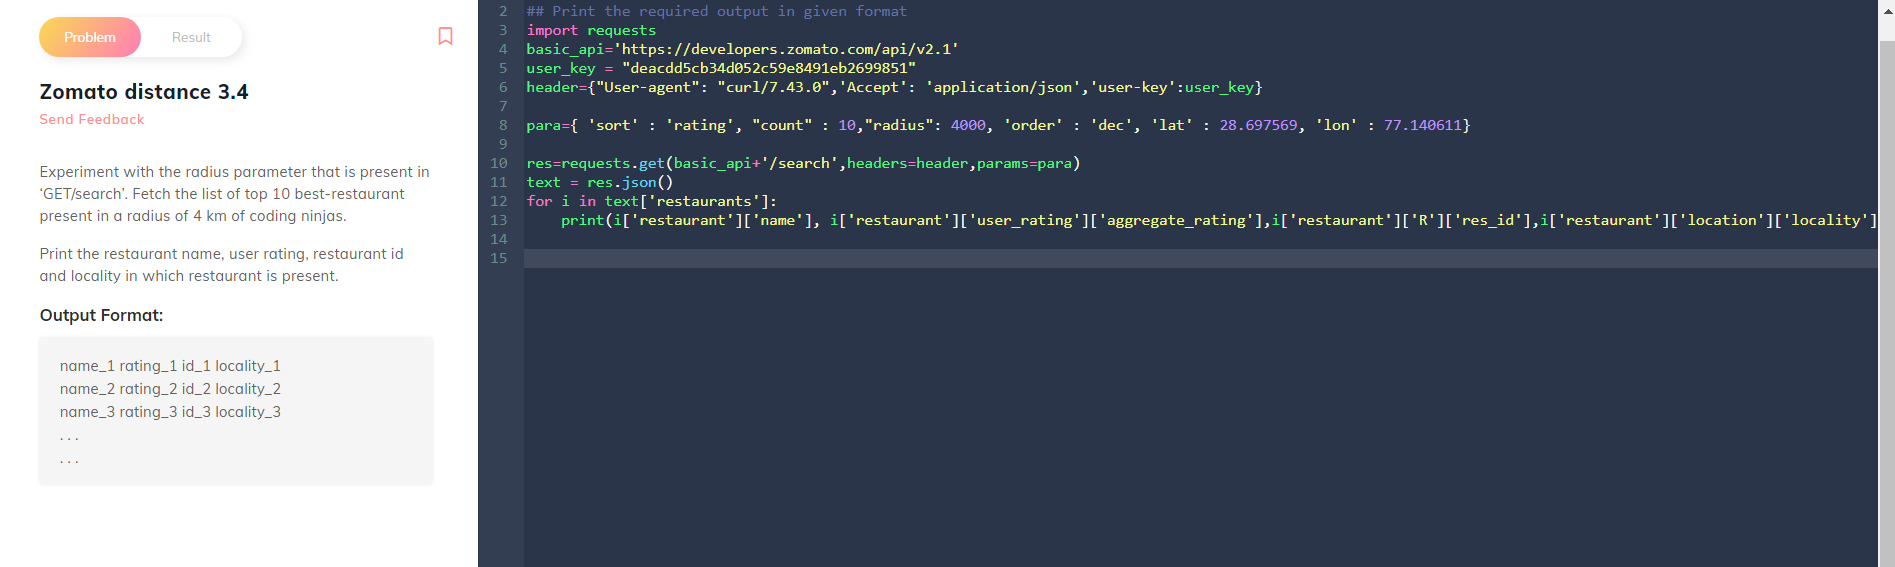 Problem
Result
Zomato distance 3.4
Send Feedback
Experiment with the radius parameter that is present in
‘GET/search’. Fetch the list of top 10 best-restaurant
present in a radius of 4 km of coding ninjas.
Print the restaurant name, user rating, restaurant id
and locality in which restaurant is present.
Output Format:
name_1 rating_1 id_1 locality_1
name_2 rating_2 id_2 locality_2
name_3 rating_3 id_3 locality_3
. . .
. . .
2 ## Print the required output in given format
3 import requests
4 basic_api='https://developers.zomato.com/api/v2.1'
5 user_key = "deacdd5cb34d052c59e8491eb2699851"
6 header={"User-agent": "curl/7.43.0",'Accept': 'application/json','user-key':user_key}
7
8 para={ 'sort' : 'rating', "count" : 10,"radius": 4000, 'order' : 'dec', 'lat' : 28.697569, 'lon' : 77.140611}
9
10 res=requests.get(basic_api+'/search',headers=header,params=para)
11 text = res.json()
12 for i in text['restaurants']:
13     print(i['restaurant']['name'], i['restaurant']['user_rating']['aggregate_rating'],i['restaurant']['R']['res_id'],i['restaurant']['location']['locality']
14
15